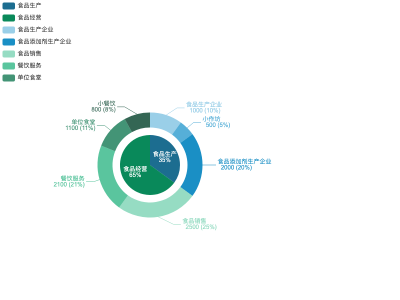 食品生产
食品经营
食品生产企业
食品添加剂生产企业
食品销售
餐饮服务
单位食堂
小餐饮
800 (8%)
食品生产企业
1000 (10%)
小作坊
500 (5%)
单位食堂
1100 (11%)
食品生产
35%
食品经营
65%
食品添加剂生产企业
2000 (20%)
餐饮服务
2100 (21%)
食品销售
2500 (25%)